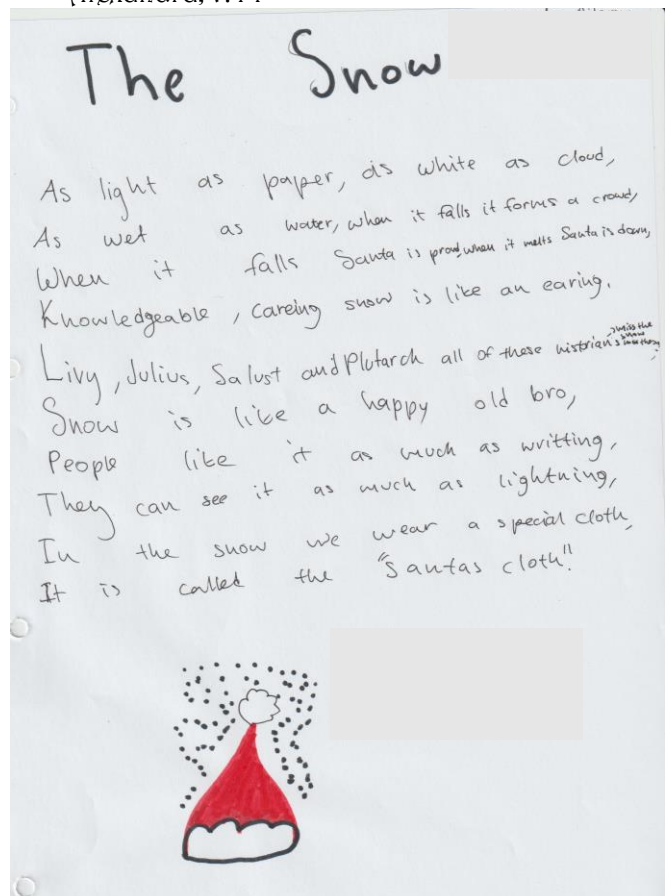 The Snow
As light as paper, as white as cloud,
As wet as water, when it falls it forms a crowd,
When it falls Santa is proud, when it melts Santa is down,
Knowledgeable, careing snow is like an earing.
Livy, Julius, Salust and Plutarch all of these histrian's miss the snow
Snow is like a happy old bro,
People like it as much as writting,
They can see it as much as lightning,
In the snow we wear a special cloth,
It is called the "santas cloth".